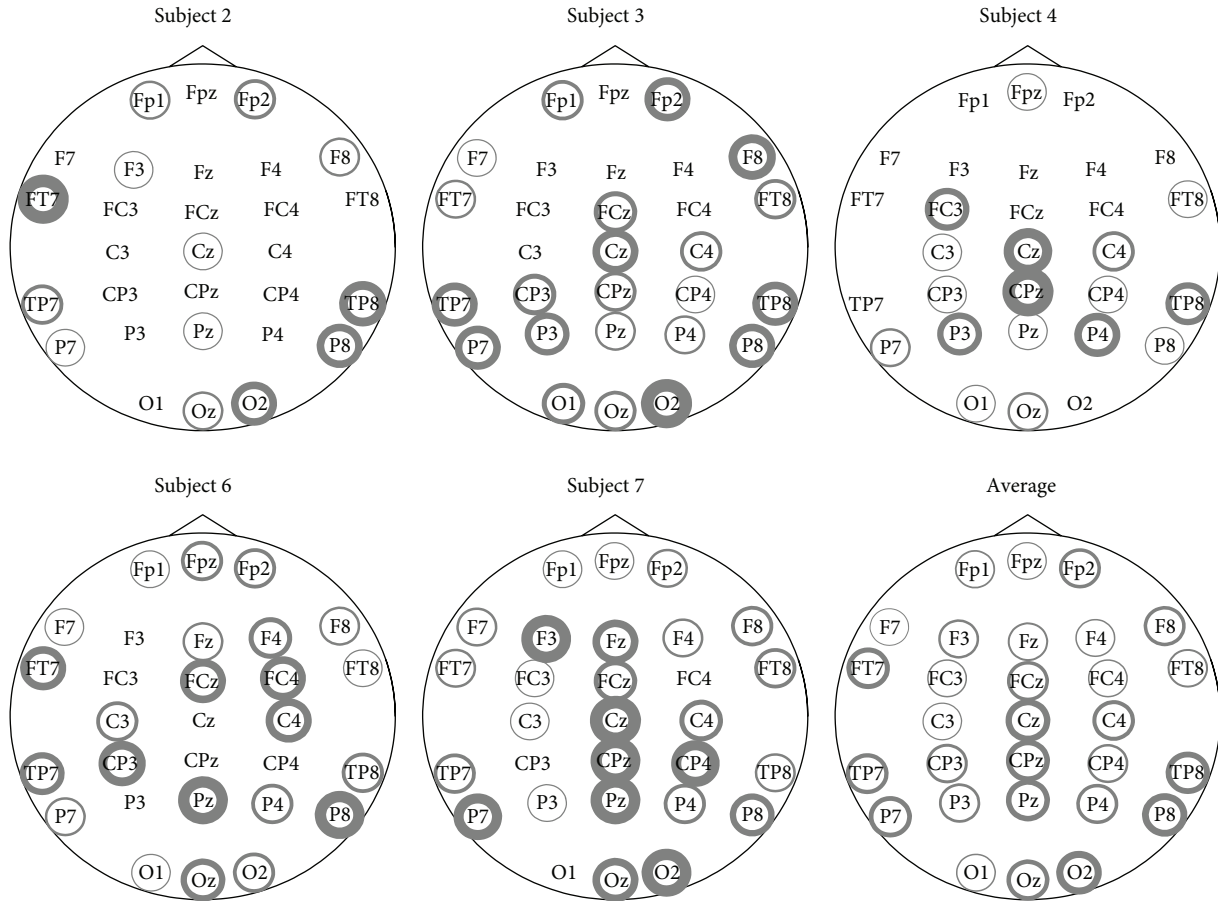 Subject 2
Fp1 Fpz Fp2
F7 F3 Fz F4 F8
FT7 FC3 FCz FC4 FT8
C3 Cz C4
TP7 CP3 CPz CP4 TP8
P7 P3 Pz P4 P8
O1 Oz O2
Subject 3
Fp1 Fpz Fp2
F7 F3 Fz F4 F8
FT7 FC3 FCz FC4 FT8
C3 Cz C4
TP7 CP3 CPz CP4 TP8
P7 P3 Pz P4 P8
O1 Oz O2
Subject 4
Fp1 Fpz Fp2
F7 F3 Fz F4 F8
FT7 FC3 FCz FC4 FT8
C3 Cz C4
TP7 CP3 CPz CP4 TP8
P7 P3 Pz P4 P8
O1 Oz O2
Subject 6
Fp1 Fpz Fp2
F7 F3 Fz F4 F8
FT7 FC3 FCz FC4 FT8
C3 Cz C4
TP7 CP3 CPz CP4 TP8
P7 P3 Pz P4 P8
O1 Oz O2
Subject 7
Fp1 Fpz Fp2
F7 F3 Fz F4 F8
FT7 FC3 FCz FC4 FT8
C3 Cz C4
TP7 CP3 CPz CP4 TP8
P7 P3 Pz P4 P8
O1 Oz O2
Average
Fp1 Fpz Fp2
F7 F3 Fz F4 F8
FT7 FC3 FCz FC4 FT8
C3 Cz C4
TP7 CP3 CPz CP4 TP8
P7 P3 Pz P4 P8
O1 Oz O2